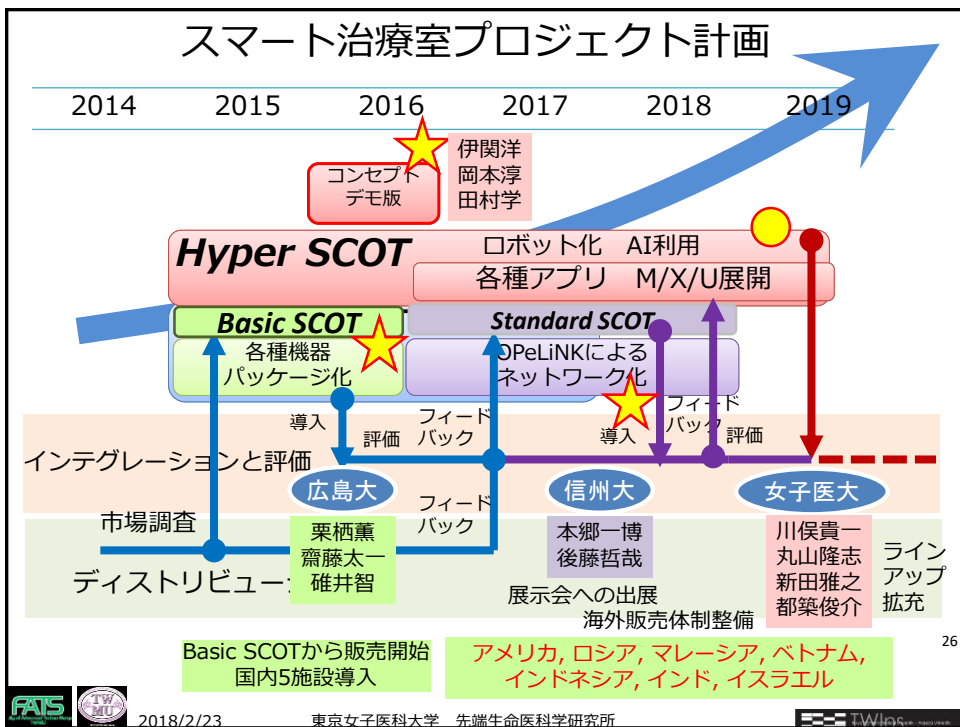 スマート治療室プロジェクト計画
2014 2015 2016 2017 2018 2019
コンセプト
デモ版
伊関洋
岡本淳
田村学
Hyper SCOT
ロボット化 AI利用
各種アプリ M/X/U展開
Basic SCOT
Standard SCOT
各種機器
パッケージ化
OPeLiNKによる
ネットワーク化
導入
評価
フィード
バック
導入
フィード
バック
評価
インテグレーションと評価
広島大
信州大
女子医大
フィード
バック
市場調査
ディストリビュー
栗栖薫
齋藤太一
碓井智
本郷一博
後藤哲哉
川俣貴一
丸山隆志
新田雅之
都築俊介
ライン
アップ
拡充
展示会への出展
海外販売体制整備
Basic SCOTから販売開始
国内5施設導入
アメリカ, ロシア, マレーシア, ベトナム,
インドネシア, インド, イスラエル
26
FATS
TW
MU
2018/2/23
東京女子医科大学 先端生命医科学研究所
TWIns